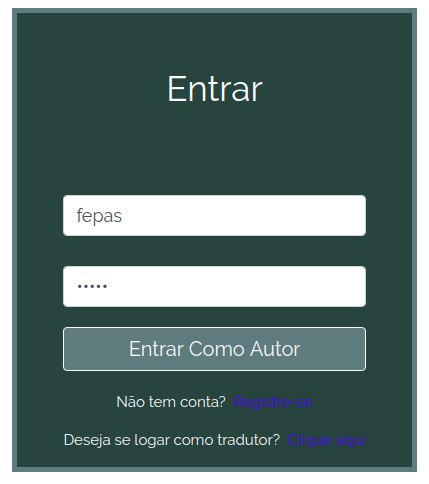 Entrar
fepas
•••••
Entrar Como Autor
Não tem conta? Registre-se
Deseja se logar como tradutor? Clique aqui